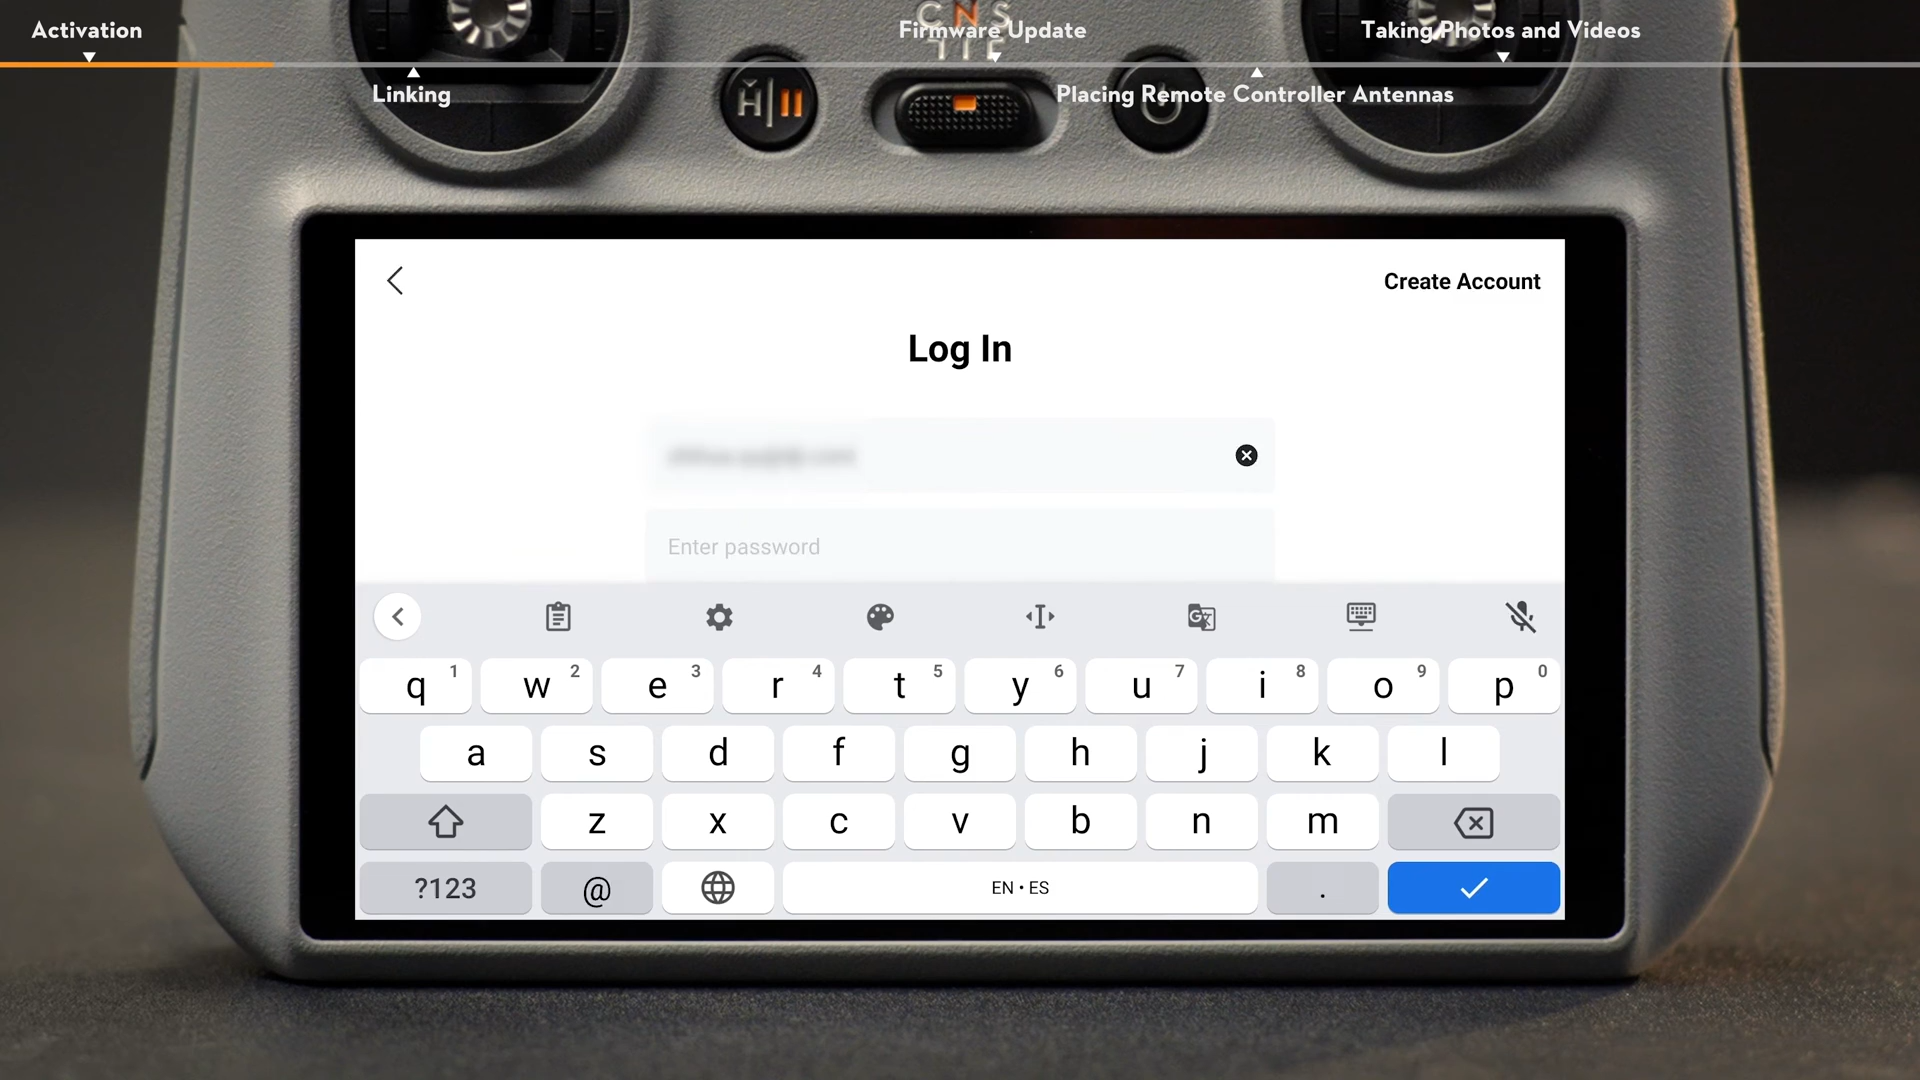 Activation
Firmware Update
Taking Photos and Videos
Linking
Placing Remote Controller Antennas
C N S
H
Create Account
Log In
Enter password
q 1 w 2 e 3 r 4 t 5 y 6 u 7 i 8 o 9 p 0
a s d f g h j k l
z x c v b n m
?123 @ EN • ES .